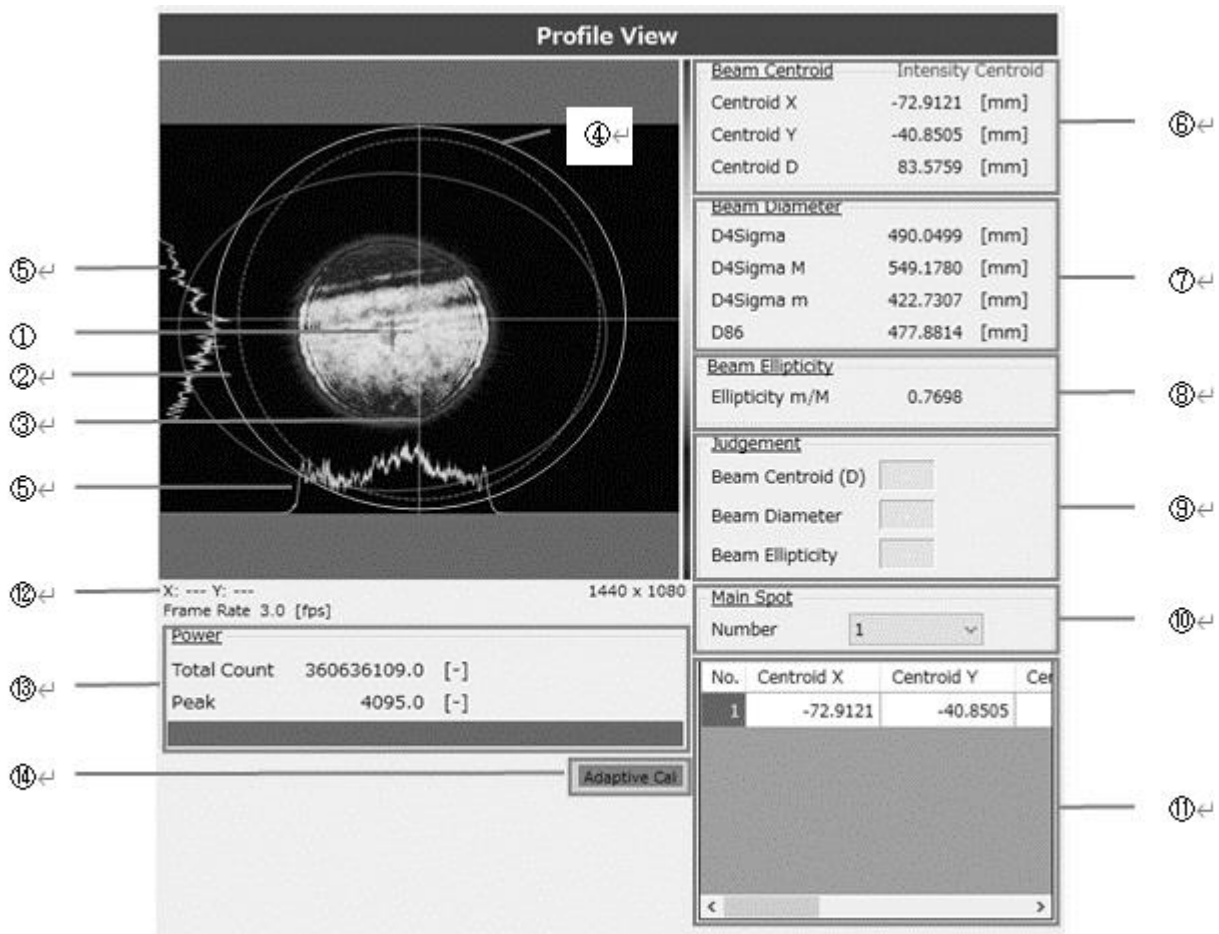 Profile View
④↵
⑤↵
①
②↵
③↵
⑤↵
Beam Centroid Intensity Centroid
Centroid X -72.9121 [mm]
Centroid Y -40.8505 [mm]
Centroid D 83.5759 [mm]
⑥↵
Beam Diameter
D4Sigma 490.0499 [mm]
D4Sigma M 549.1780 [mm]
D4Sigma m 422.7307 [mm]
D86 477.8814 [mm]
⑦↵
Beam Ellipticity
Ellipticity m/M 0.7698
⑧↵
Judgement
Beam Centroid (D)
Beam Diameter
Beam Ellipticity
⑨↵
⑫↵
X: --- Y: --- 1440 x 1080
Frame Rate 3.0 [fps]
Main Spot
Number 1
⑩↵
Power
Total Count 360636109.0 [-]
Peak 4095.0 [-]
⑬↵
⑭↵
Adaptive Cal
No. Centroid X Centroid Y Cer
1 -72.9121 -40.8505
⑪↵